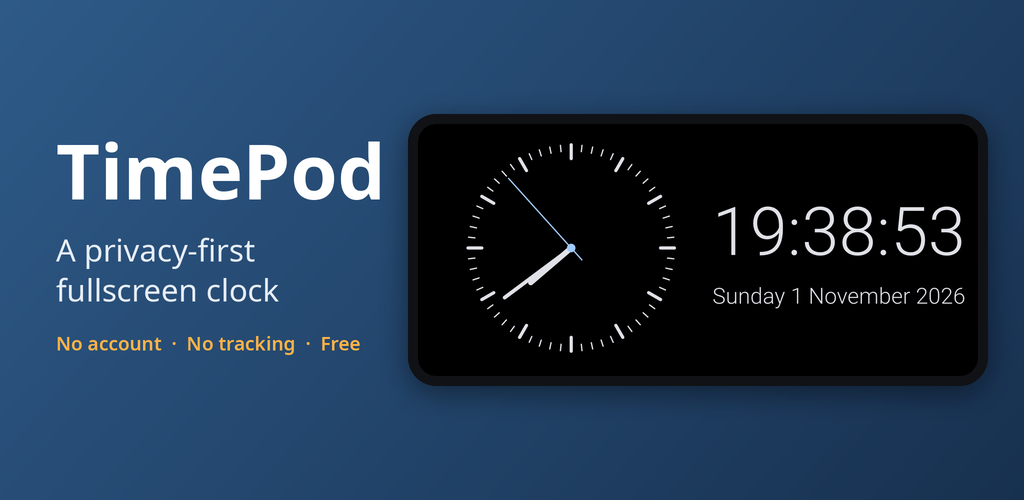 TimePod
A privacy-first
fullscreen clock
No account · No tracking · Free
19:38:53
Sunday 1 November 2026